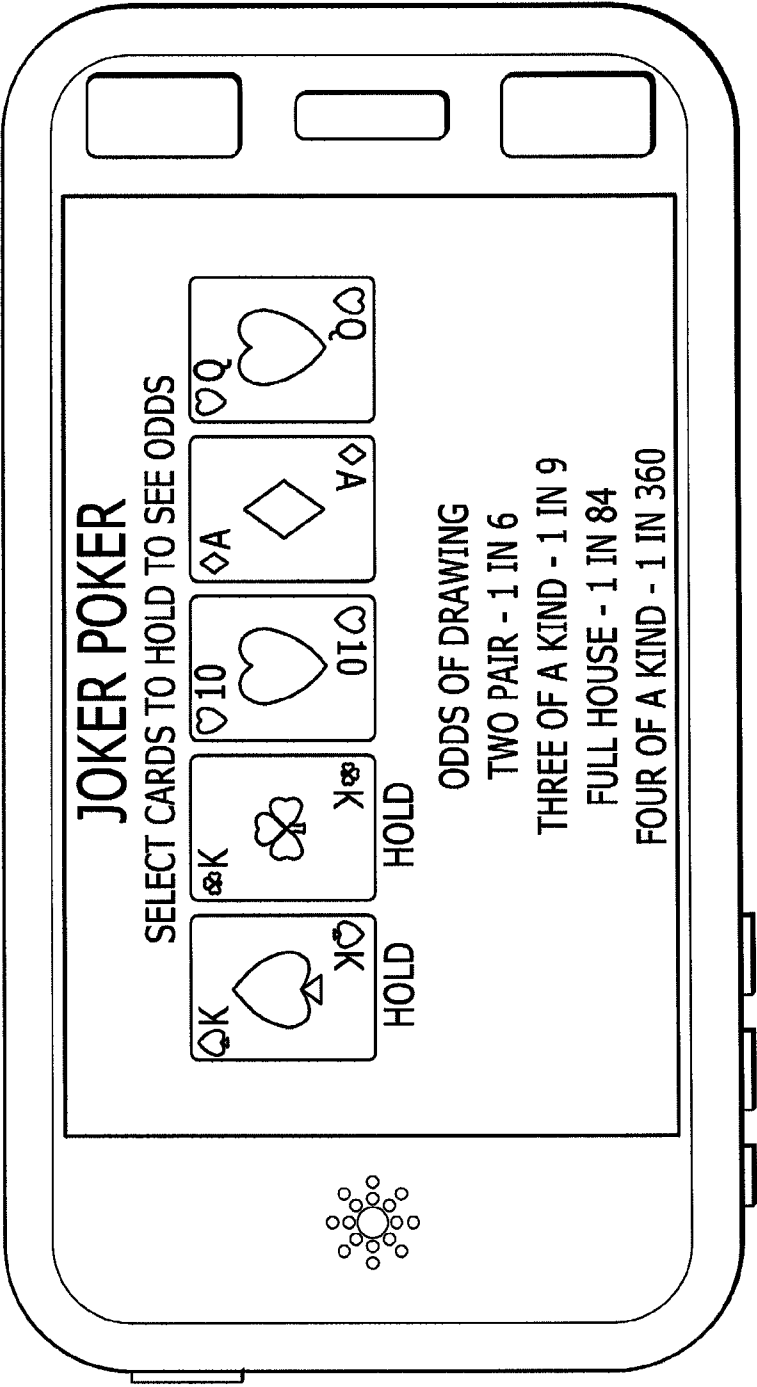 JOKER POKER
SELECT CARDS TO HOLD TO SEE ODDS
K K 10 A Q
K K 10 A Q
HOLD HOLD
ODDS OF DRAWING
TWO PAIR - 1 IN 6
THREE OF A KIND - 1 IN 9
FULL HOUSE - 1 IN 84
FOUR OF A KIND - 1 IN 360